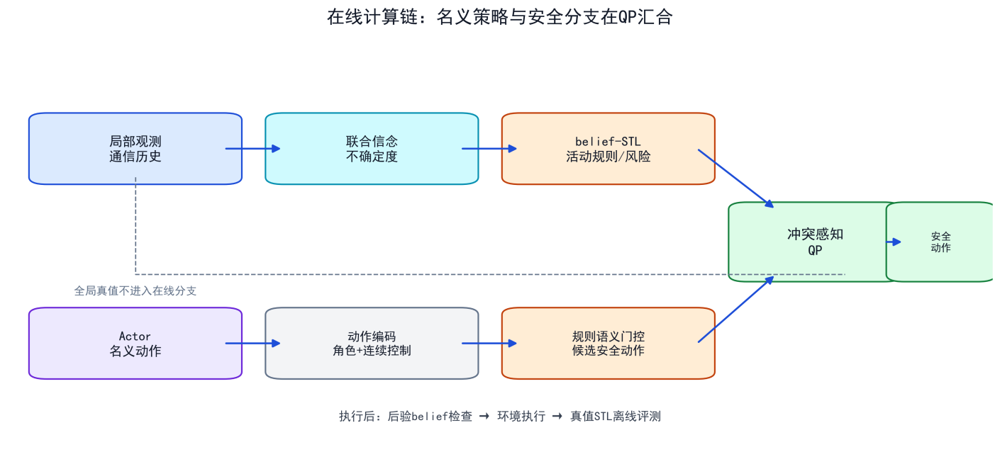 在线计算链：名义策略与安全分支在QP汇合
局部观测
通信历史
联合信念
不确定度
belief-STL
活动规则/风险
冲突感知
QP
安全
动作
全局真值不进入在线分支
Actor
名义动作
动作编码
角色+连续控制
规则语义门控
候选安全动作
执行后：后验belief检查 → 环境执行 → 真值STL离线评测